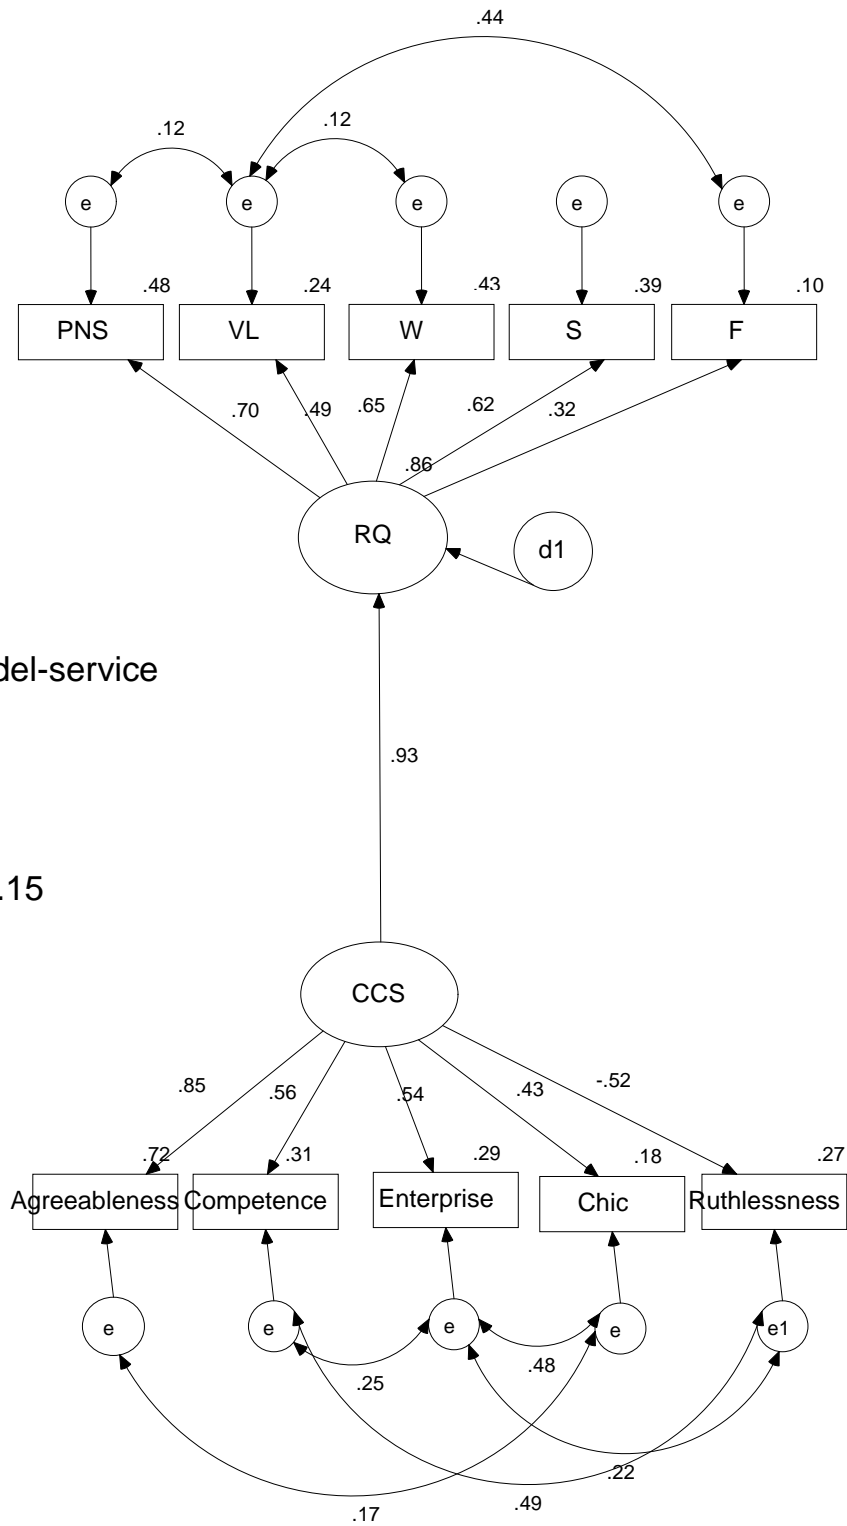 .44
.12 .12
e e e e e
.48 .24 .43 .39 .10
PNS VL W S F
.70 .49 .65 .62 .32
.86
RQ d1
del-service
.93
.15
CCS
.85 .56 .54 .43 -.52
.72 .31 .29 .18 .27
Agreeableness Competence Enterprise Chic Ruthlessness
e e e e e1
.25 .48
.22
.17 .49